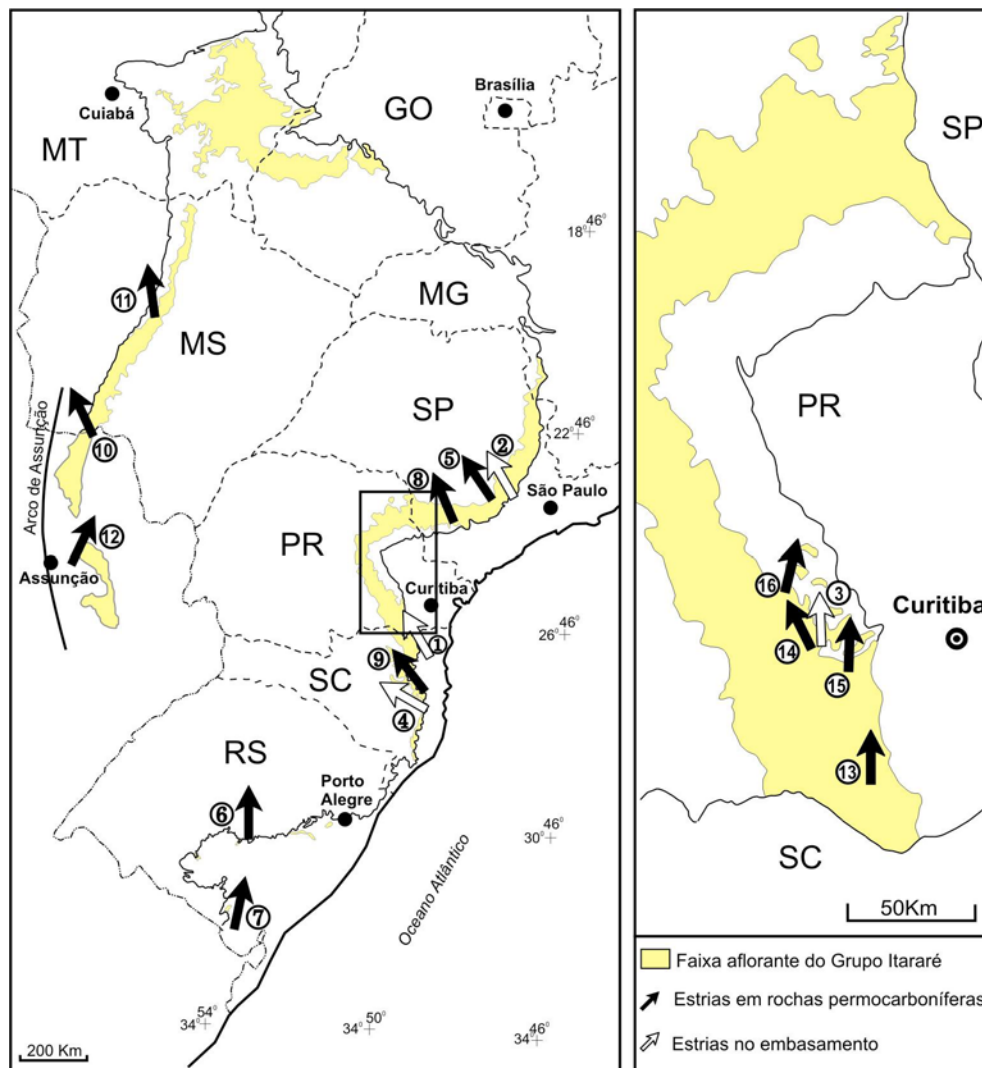 Cuiabá
MT
GO
Brasília
18° 46°
MG
11
MS
SP
Arco de Assunção
10
22° 46°
5
2
8
São Paulo
12
Assunção
PR
Curitiba
26° 46°
1
9
SC
4
RS
Porto
Alegre
6
30° 46°
7
Oceano Atlântico
34° 54°
34° 50°
34° 46°
200 Km
SP
PR
16
3
Curitiba
14
15
13
SC
50Km
Faixa aflorante do Grupo Itararé
Estrias em rochas permocarboníferas
Estrias no embasamento